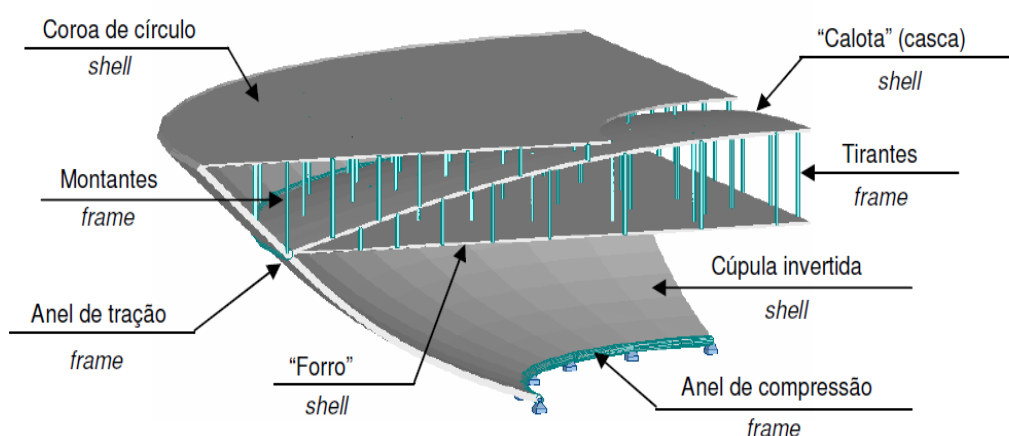 Coroa de círculo
shell
“Calota” (casca)
shell
Montantes
frame
Tirantes
frame
Cúpula invertida
shell
Anel de tração
frame
“Forro”
shell
Anel de compressão
frame